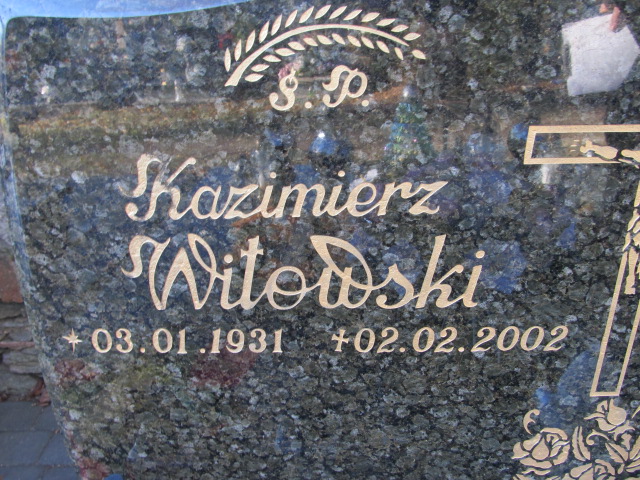 Ś.P.
Kazimierz
Witowski
* 03.01.1931 +02.02.2002